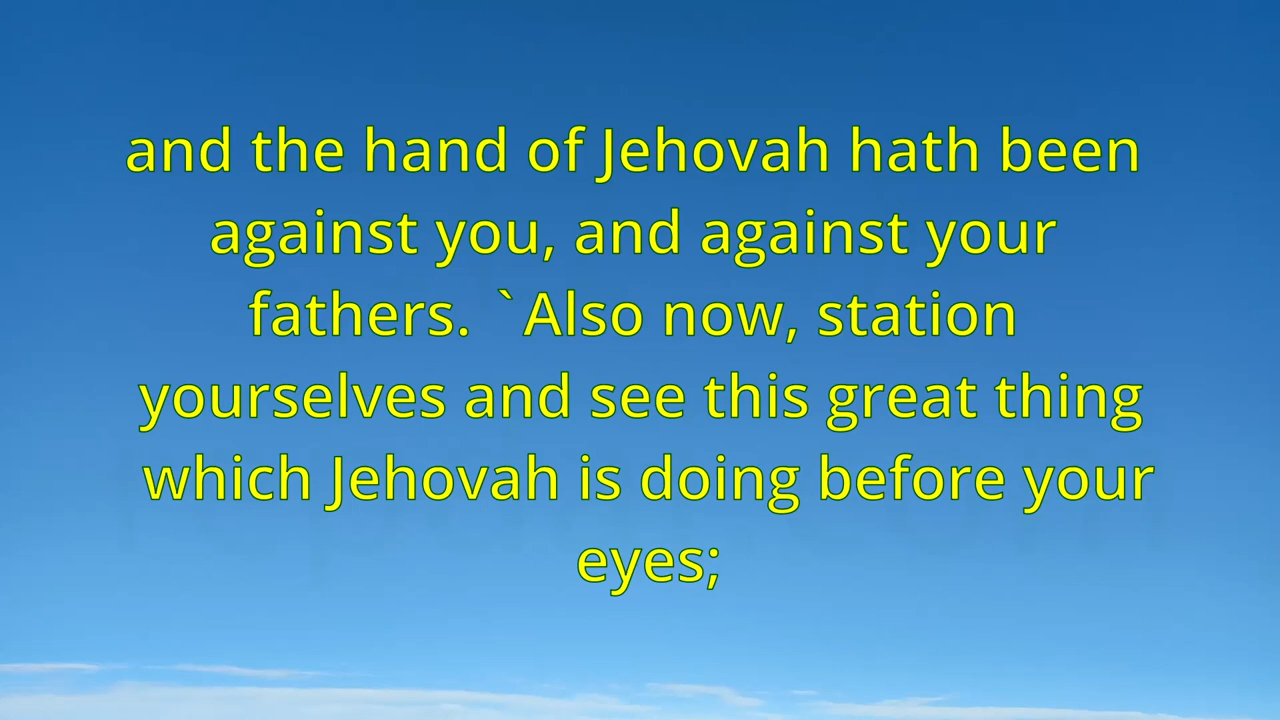 and the hand of Jehovah hath been
against you, and against your
fathers. `Also now, station
yourselves and see this great thing
which Jehovah is doing before your
eyes;